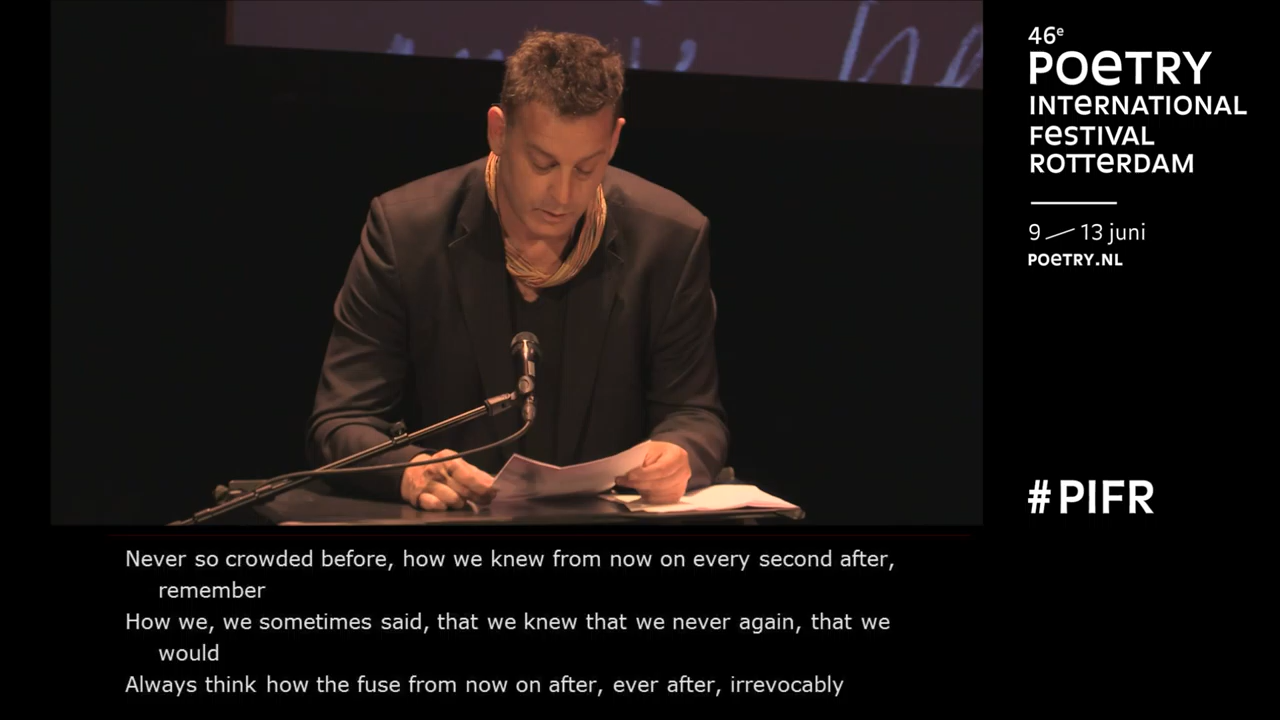 46e
POeTRY
INTeRNATIONAL
FeSTIVAL
ROTTeRDAM
9 — 13 juni
POeTRY.NL
#PIFR
Never so crowded before, how we knew from now on every second after,
remember
How we, we sometimes said, that we knew that we never again, that we
would
Always think how the fuse from now on after, ever after, irrevocably